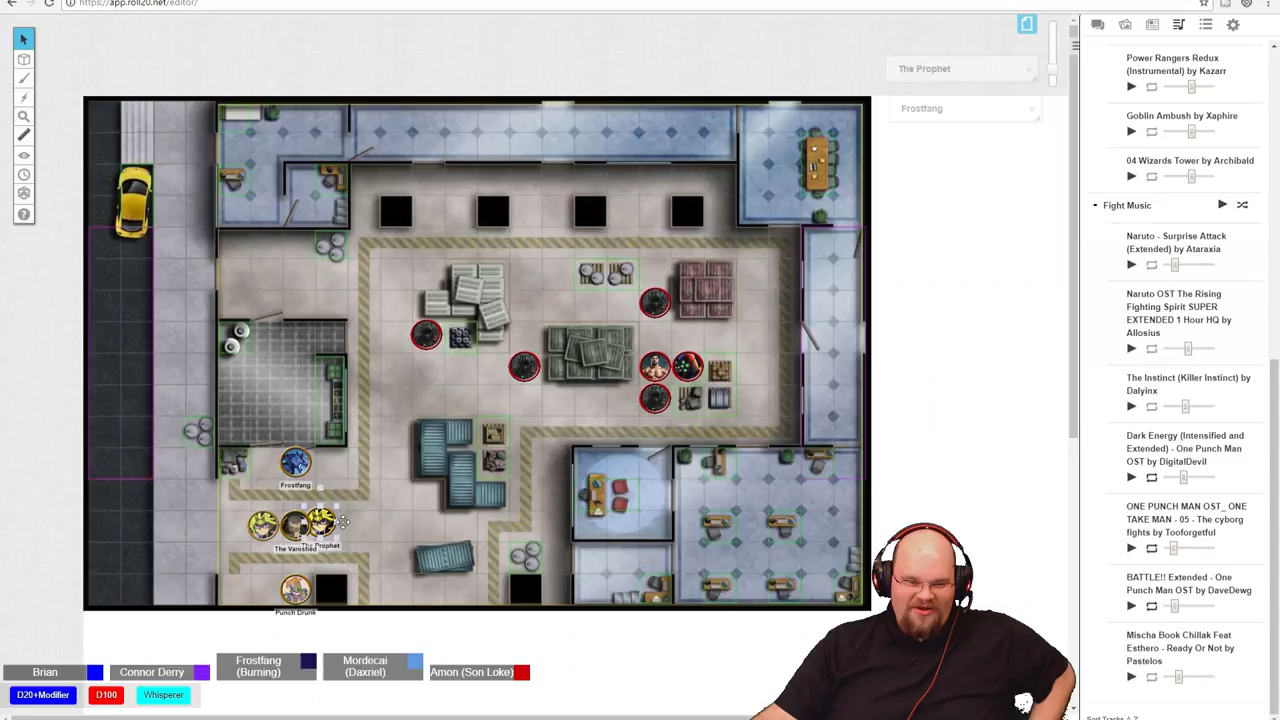 https://app.roll20.net/editor/
The Prophet
Frostfang
Frostfang
The Vanished
The Prophet
Punch Drunk
Brian
Connor Derry
Frostfang
(Burning)
Mordecai
(Daxriel)
Amon (Son Loke)
D20+Modifier
D100
Whisperer
Power Rangers Redux
(Instrumental) by Kazarr
Goblin Ambush by Xaphire
04 Wizards Tower by Archibald
Fight Music
Naruto - Surprise Attack
(Extended) by Ataraxia
Naruto OST The Rising
Fighting Spirit SUPER
EXTENDED 1 Hour HQ by
Allosius
The Instinct (Killer Instinct) by
Dalyinx
Dark Energy (Intensified and
Extended) - One Punch Man
OST by DigitalDevil
ONE PUNCH MAN OST_ ONE
TAKE MAN - 05 - The cyborg
fights by Tooforgetful
BATTLE!! Extended - One
Punch Man OST by DaveDewg
Mischa Book Chillak Feat
Esthero - Ready Or Not by
Pastelos
Sort Tracks A-Z